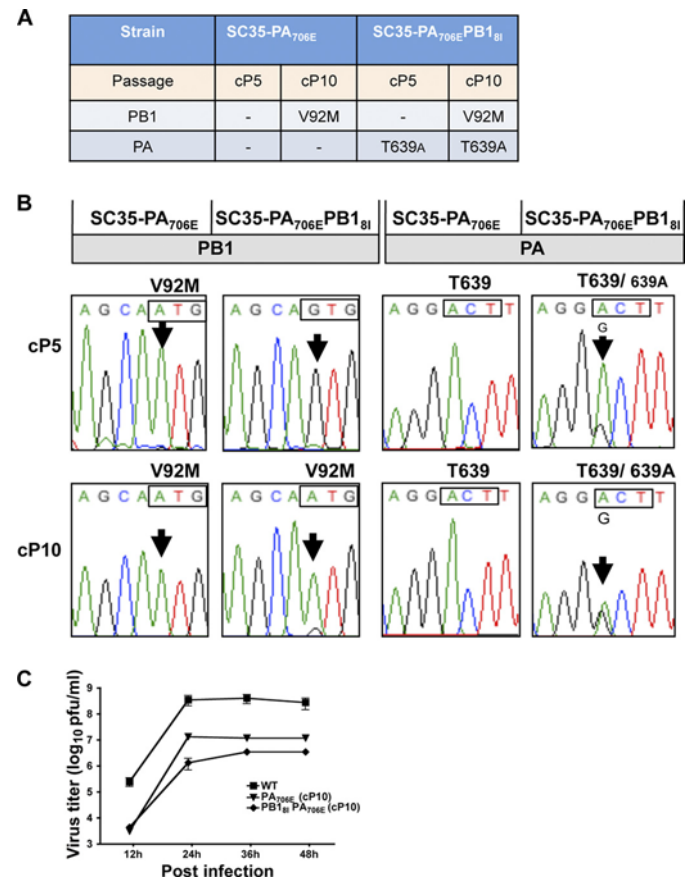 A
Strain SC35-PA706E SC35-PA706EPB18I
Passage cP5 cP10 cP5 cP10
PB1 - V92M - V92M
PA - - T639A T639A
B
SC35-PA706E SC35-PA706EPB18I SC35-PA706E SC35-PA706EPB18I
PB1 PA
V92M T639 T639/ 639A
cP5
A G C A A T G
A G C A G T G
A G G A C T T
A G G A C T T
G
V92M V92M T639 T639/ 639A
cP10
A G C A A T G
A G C A A T G
A G G A C T T
A G G A C T T
G
C
Virus titer (log10 pfu/ml)
9
8
7
6
5
4
3
WT
PA706E (cP10)
PB18I PA706E (cP10)
12h 24h 36h 48h
Post infection